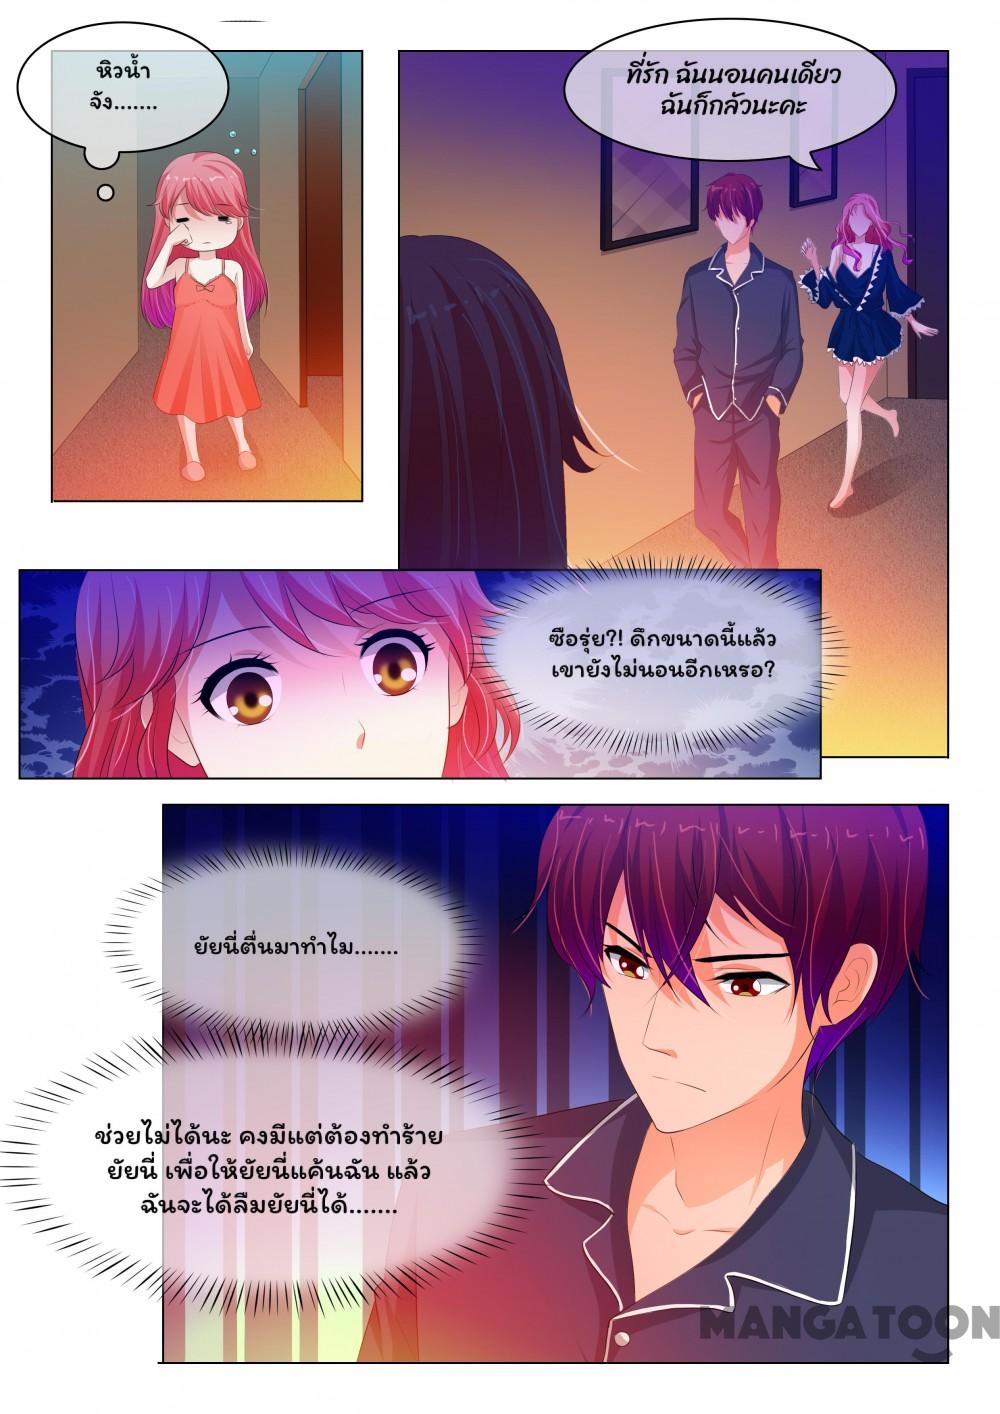 หิวน้ำ
จัง.......
ที่รัก ฉันนอนคนเดียว
ฉันก็กลัวนะคะ
ซือรุ่ย?! ดึกขนาดนี้แล้ว
เขายังไม่นอนอีกเหรอ?
ยัยนี่ตื่นมาทำไม.......
ช่วยไม่ได้นะ คงมีแต่ต้องทำร้าย
ยัยนี่ เพื่อให้ยัยนี่แค้นฉัน แล้ว
ฉันจะได้ลืมยัยนี่ได้.......
MANGATOON